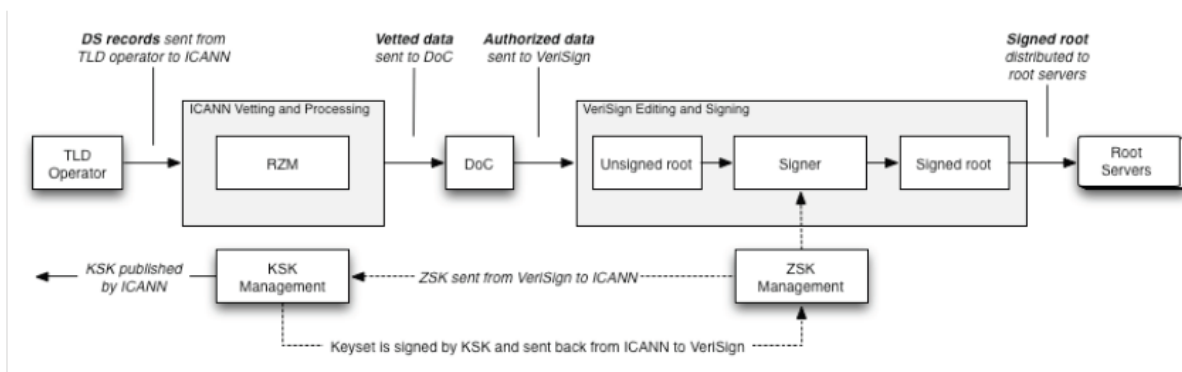 DS records sent from
TLD operator to ICANN
Vetted data
sent to DoC
Authorized data
sent to VeriSign
Signed root
distributed to
root servers
ICANN Vetting and Processing
VeriSign Editing and Signing
TLD
Operator
RZM
DoC
Unsigned root
Signer
Signed root
Root
Servers
KSK published
by ICANN
KSK
Management
ZSK sent from VeriSign to ICANN
ZSK
Management
Keyset is signed by KSK and sent back from ICANN to VeriSign